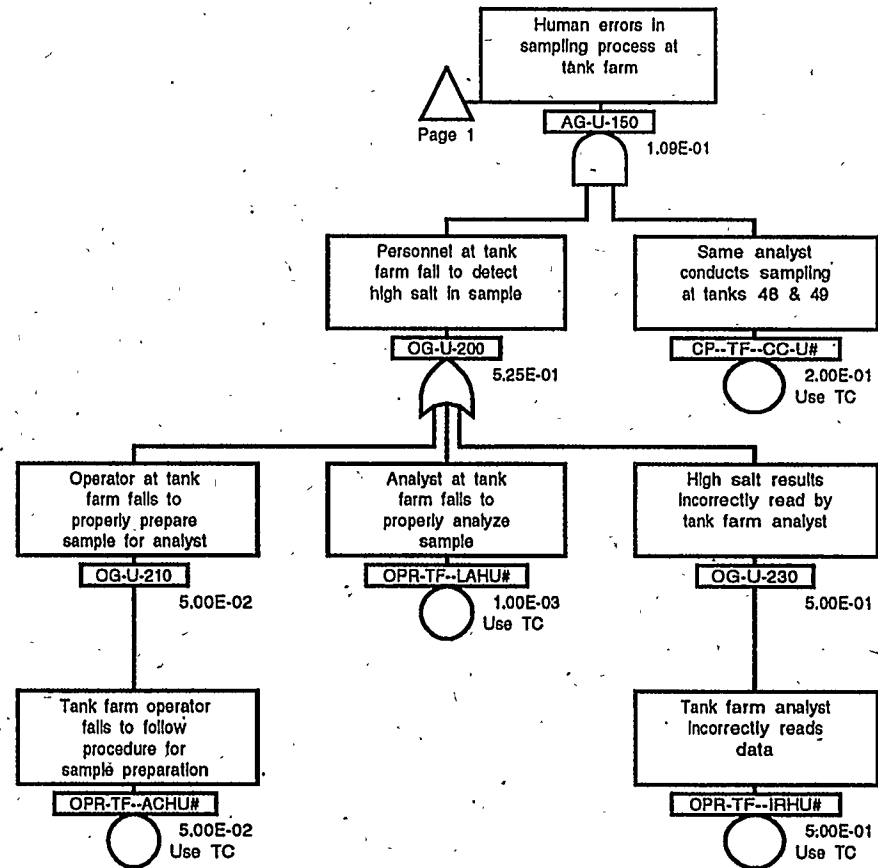 Human errors in
sampling process at
tank farm
Page 1
AG-U-150
1.09E-01
Personnel at tank
farm fail to detect
high salt in sample
OG-U-200
5.25E-01
Same analyst
conducts sampling
at tanks 48 & 49
CP--TF--CC-U#
2.00E-01
Use TC
Operator at tank
farm fails to
properly prepare
sample for analyst
OG-U-210
5.00E-02
Analyst at tank
farm fails to
properly analyze
sample
OPR-TF--LAHU#
1.00E-03
Use TC
High salt results
incorrectly read by
tank farm analyst
OG-U-230
5.00E-01
Tank farm operator
fails to follow
procedure for
sample preparation
OPR-TF--ACHU#
5.00E-02
Use TC
Tank farm analyst
incorrectly reads
data
OPR-TF--IRHU#
5.00E-01
Use TC